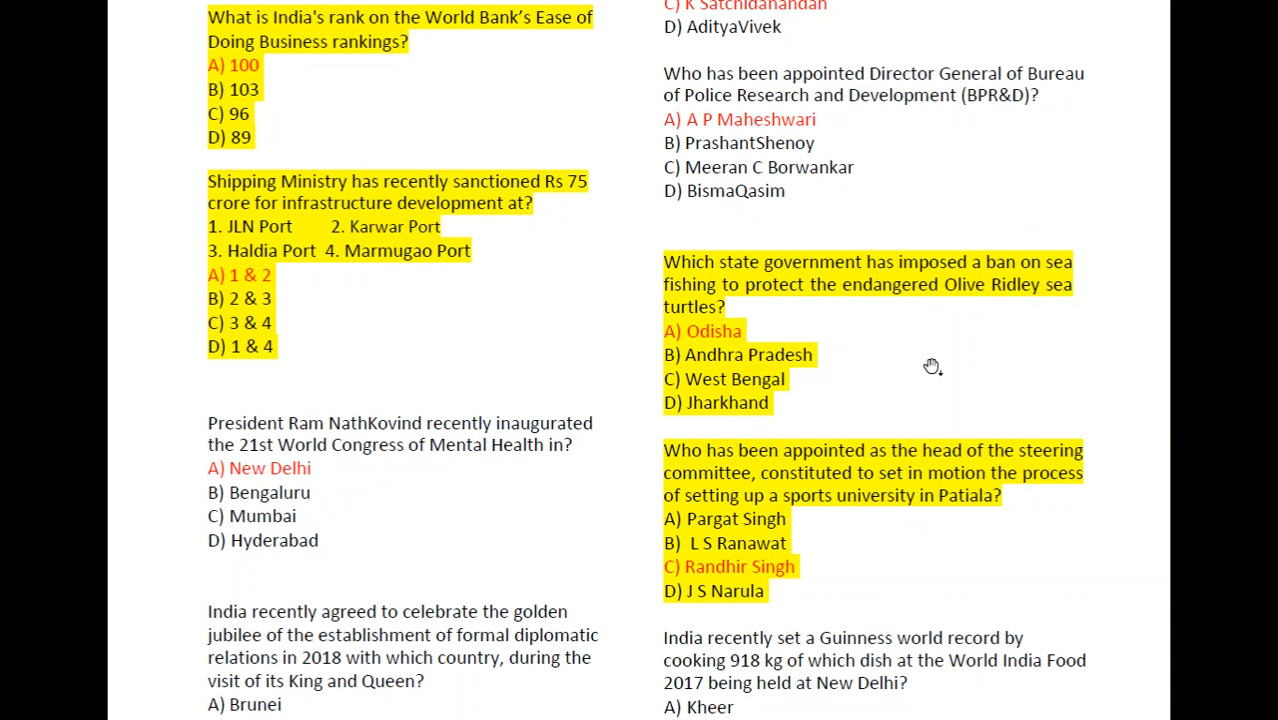 What is India's rank on the World Bank’s Ease of
Doing Business rankings?
A) 100
B) 103
C) 96
D) 89
Shipping Ministry has recently sanctioned Rs 75
crore for infrastructure development at?
1. JLN Port 2. Karwar Port
3. Haldia Port 4. Marmugao Port
A) 1 & 2
B) 2 & 3
C) 3 & 4
D) 1 & 4
President Ram NathKovind recently inaugurated
the 21st World Congress of Mental Health in?
A) New Delhi
B) Bengaluru
C) Mumbai
D) Hyderabad
India recently agreed to celebrate the golden
jubilee of the establishment of formal diplomatic
relations in 2018 with which country, during the
visit of its King and Queen?
A) Brunei
C) K Satchidanandan
D) AdityaVivek
Who has been appointed Director General of Bureau
of Police Research and Development (BPR&D)?
A) A P Maheshwari
B) PrashantShenoy
C) Meeran C Borwankar
D) BismaQasim
Which state government has imposed a ban on sea
fishing to protect the endangered Olive Ridley sea
turtles?
A) Odisha
B) Andhra Pradesh
C) West Bengal
D) Jharkhand
Who has been appointed as the head of the steering
committee, constituted to set in motion the process
of setting up a sports university in Patiala?
A) Pargat Singh
B) L S Ranawat
C) Randhir Singh
D) J S Narula
India recently set a Guinness world record by
cooking 918 kg of which dish at the World India Food
2017 being held at New Delhi?
A) Kheer